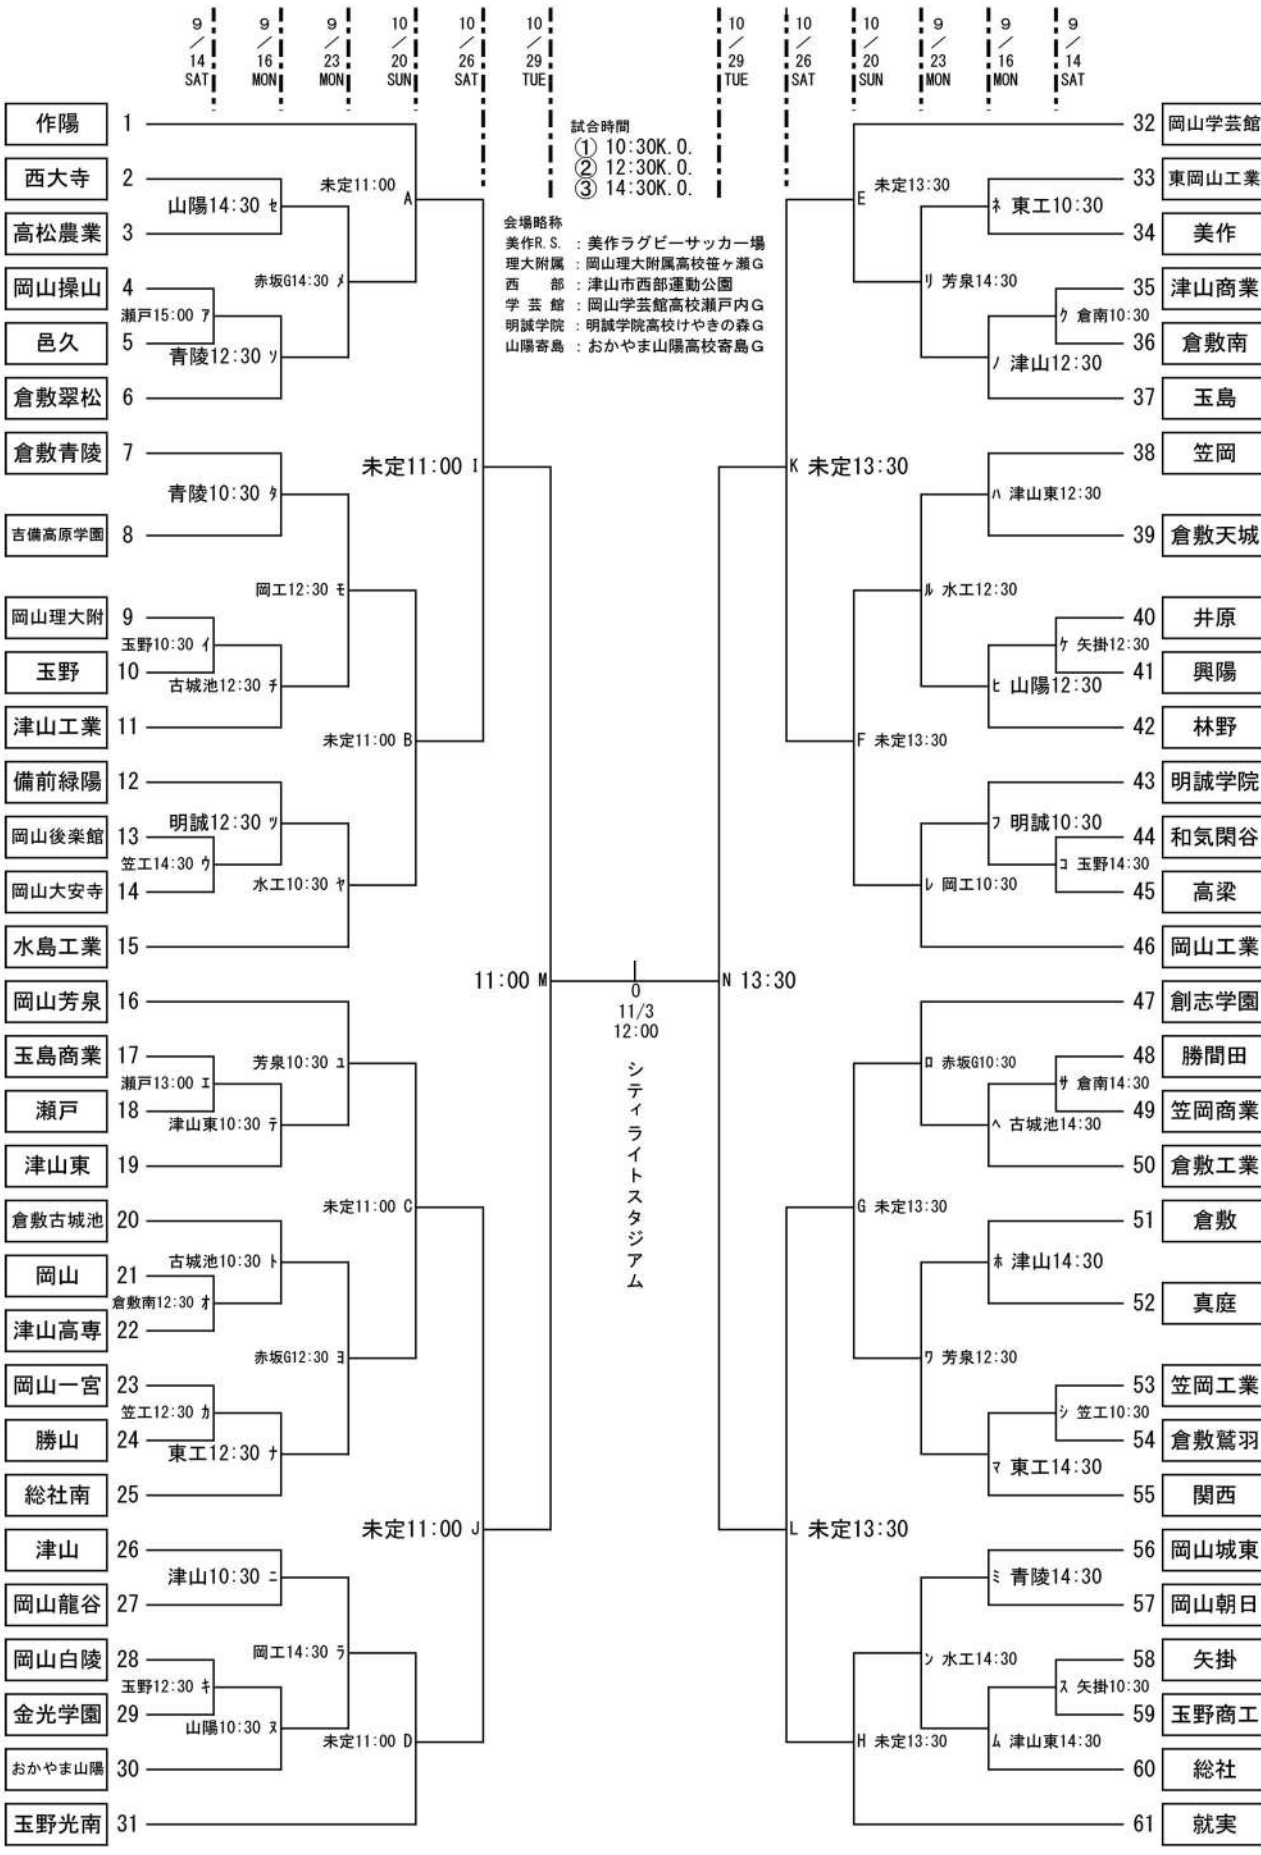 9/14 SAT
9/16 MON
9/23 MON
10/20 SUN
10/26 SAT
10/29 TUE
10/29 TUE
10/26 SAT
10/20 SUN
9/23 MON
9/16 MON
9/14 SAT
試合時間
① 10:30K.O.
② 12:30K.O.
③ 14:30K.O.
会場略称
美作R.S. : 美作ラグビーサッカー場
理大附属 : 岡山理大附属高校笹ヶ瀬G
西 部 : 津山市西部運動公園
学芸館 : 岡山学芸館高校瀬戸内G
明誠学院 : 明誠学院高校けやきの森G
山陽寄島 : おかやま山陽高校寄島G
作陽 1
西大寺 2
山陽14:30 セ
高松農業 3
未定11:00 A
岡山操山 4
赤坂G14:30 メ
瀬戸15:00 ア
邑久 5
青陵12:30 ソ
倉敷翠松 6
倉敷青陵 7
未定11:00 I
青陵10:30 タ
吉備高原学園 8
岡工12:30 モ
岡山理大附 9
玉野10:30 イ
玉野 10
古城池12:30 チ
津山工業 11
未定11:00 B
備前緑陽 12
明誠12:30 ツ
岡山後楽館 13
笠工14:30 ウ
岡山大安寺 14
水工10:30 ヤ
水島工業 15
11:00 M
岡山芳泉 16
玉島商業 17
芳泉10:30 ユ
瀬戸13:00 エ
瀬戸 18
津山東10:30 テ
津山東 19
未定11:00 C
倉敷古城池 20
古城池10:30 ト
岡山 21
倉敷南12:30 オ
津山高専 22
赤坂G12:30 ヨ
岡山一宮 23
笠工12:30 カ
勝山 24
東工12:30 ナ
総社南 25
未定11:00 J
津山 26
津山10:30 ニ
岡山龍谷 27
岡工14:30 ラ
岡山白陵 28
玉野12:30 キ
金光学園 29
山陽10:30 ヌ
未定11:00 D
おかやま山陽 30
玉野光南 31
0
11/3
12:00
シティライトスタジアム
32 岡山学芸館
33 東岡山工業
E 未定13:30
ネ 東工10:30
34 美作
リ 芳泉14:30
35 津山商業
ク 倉南10:30
36 倉敷南
ノ 津山12:30
37 玉島
38 笠岡
K 未定13:30
ハ 津山東12:30
39 倉敷天城
ル 水工12:30
40 井原
ケ 矢掛12:30
41 興陽
ヒ 山陽12:30
42 林野
F 未定13:30
43 明誠学院
フ 明誠10:30
44 和気閑谷
コ 玉野14:30
45 高梁
レ 岡工10:30
46 岡山工業
N 13:30
47 創志学園
48 勝間田
ロ 赤坂G10:30
サ 倉南14:30
49 笠岡商業
ヘ 古城池14:30
50 倉敷工業
G 未定13:30
51 倉敷
ホ 津山14:30
52 真庭
ワ 芳泉12:30
53 笠岡工業
シ 笠工10:30
54 倉敷鷲羽
マ 東工14:30
55 関西
L 未定13:30
56 岡山城東
ミ 青陵14:30
57 岡山朝日
ン 水工14:30
58 矢掛
ス 矢掛10:30
59 玉野商工
H 未定13:30
ム 津山東14:30
60 総社
61 就実